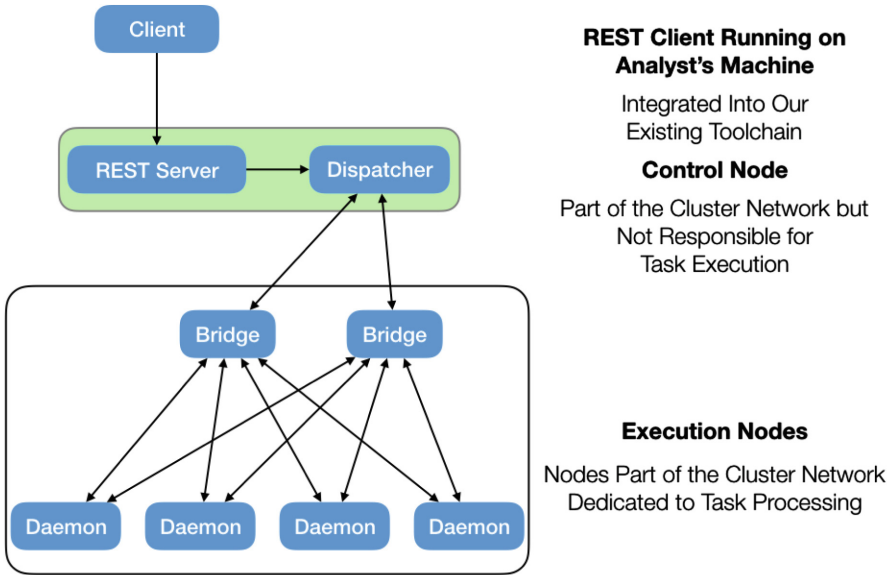 Client
REST Client Running on
Analyst's Machine
Integrated Into Our
Existing Toolchain
REST Server
Dispatcher
Control Node
Part of the Cluster Network but
Not Responsible for
Task Execution
Bridge
Bridge
Execution Nodes
Nodes Part of the Cluster Network
Dedicated to Task Processing
Daemon
Daemon
Daemon
Daemon